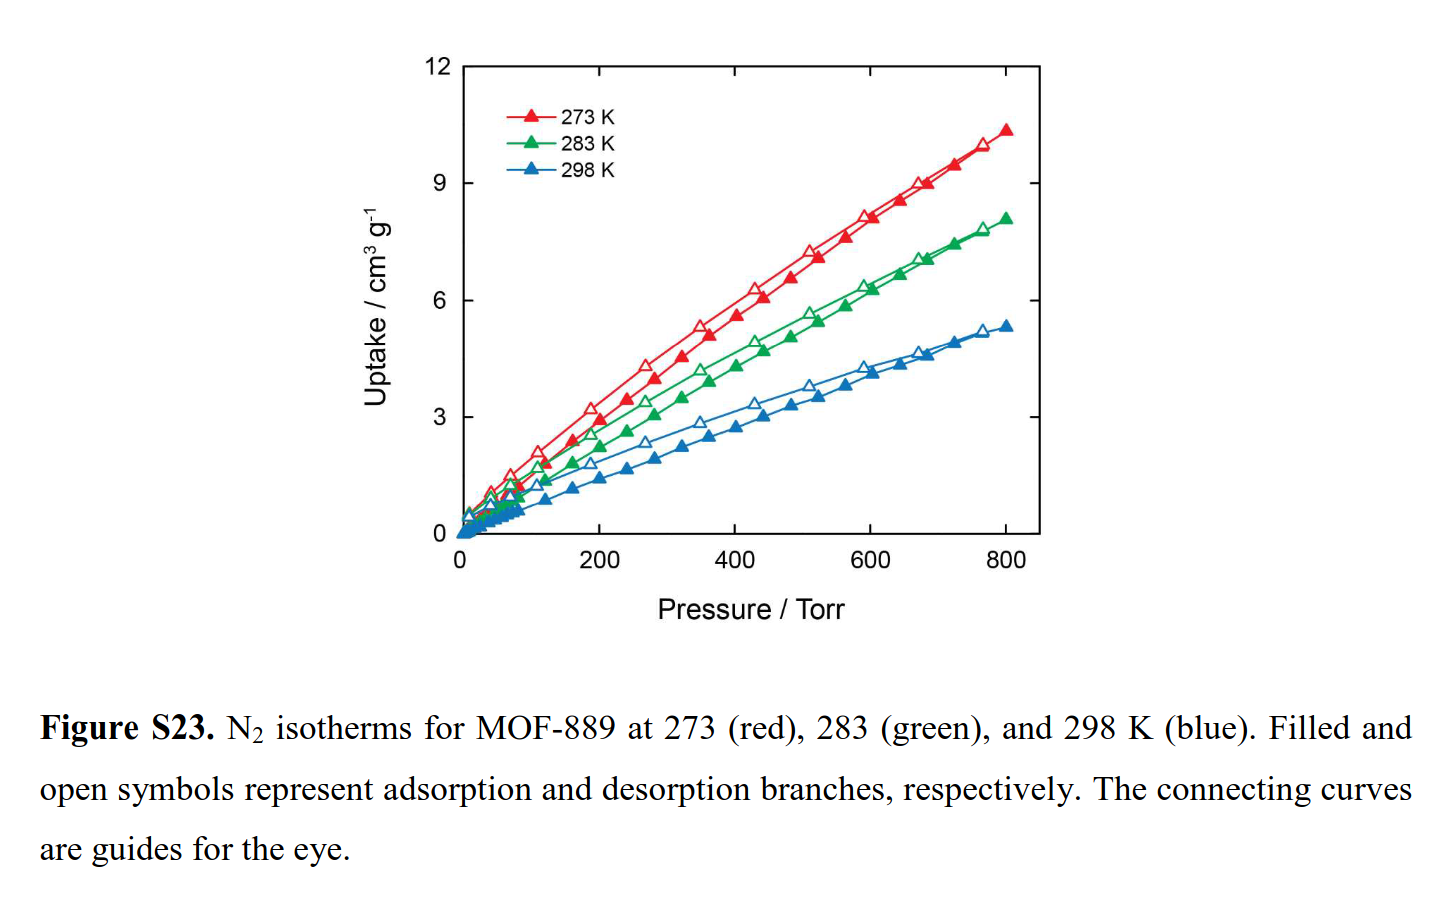 12
273 K
283 K
298 K
9
6
3
0
Uptake / cm³ g⁻¹
0 200 400 600 800
Pressure / Torr
Figure S23. N₂ isotherms for MOF-889 at 273 (red), 283 (green), and 298 K (blue). Filled and
open symbols represent adsorption and desorption branches, respectively. The connecting curves
are guides for the eye.